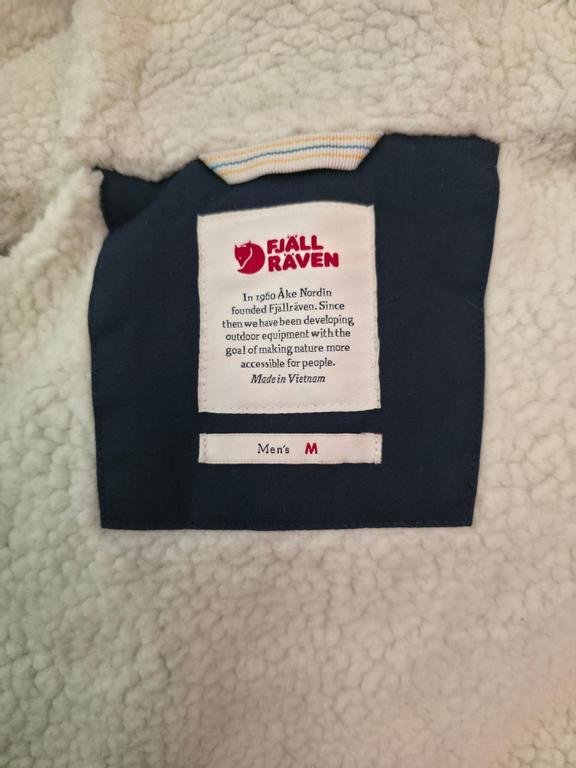 FJÄLL
RÄVEN
In 1960 Åke Nordin
founded Fjällräven. Since
then we have been developing
outdoor equipment with the
goal of making nature more
accessible for people.
Made in Vietnam
Men's M